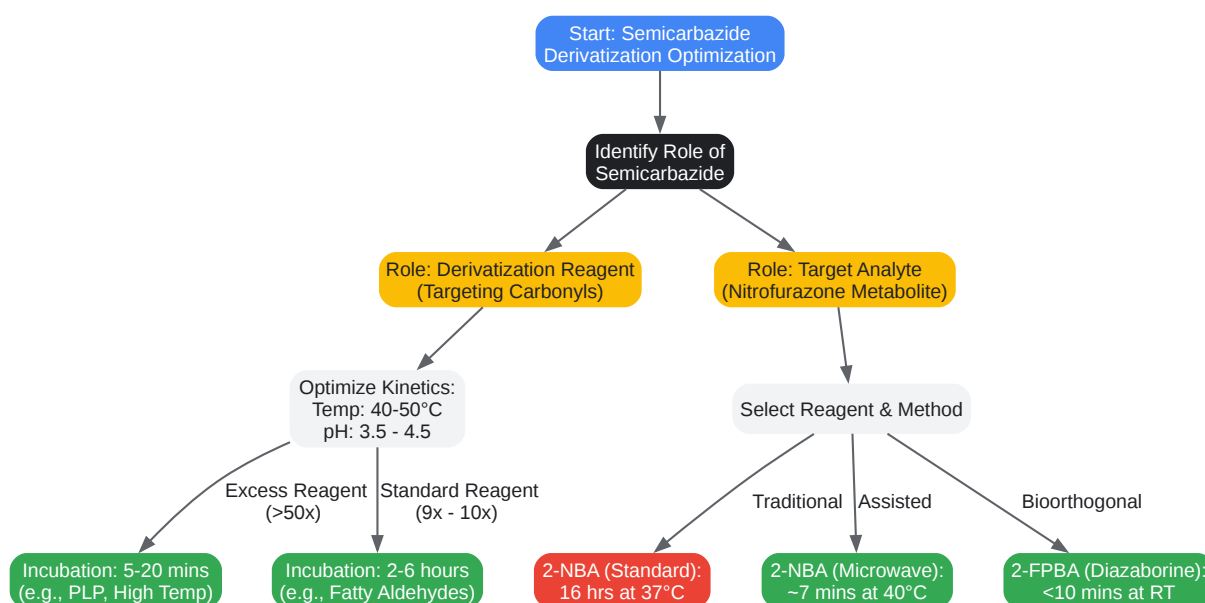 Start: Semicarbazide
Derivatization Optimization
Identify Role of
Semicarbazide
Role: Derivatization Reagent
(Targeting Carbonyls)
Role: Target Analyte
(Nitrofurazone Metabolite)
Optimize Kinetics:
Temp: 40-50°C
pH: 3.5 - 4.5
Select Reagent & Method
Excess Reagent
(>50x)
Standard Reagent
(9x - 10x)
Traditional
Assisted
Bioorthogonal
Incubation: 5-20 mins
(e.g., PLP, High Temp)
Incubation: 2-6 hours
(e.g., Fatty Aldehydes)
2-NBA (Standard):
16 hrs at 37°C
2-NBA (Microwave):
~7 mins at 40°C
2-FPBA (Diazaborine):
<10 mins at RT